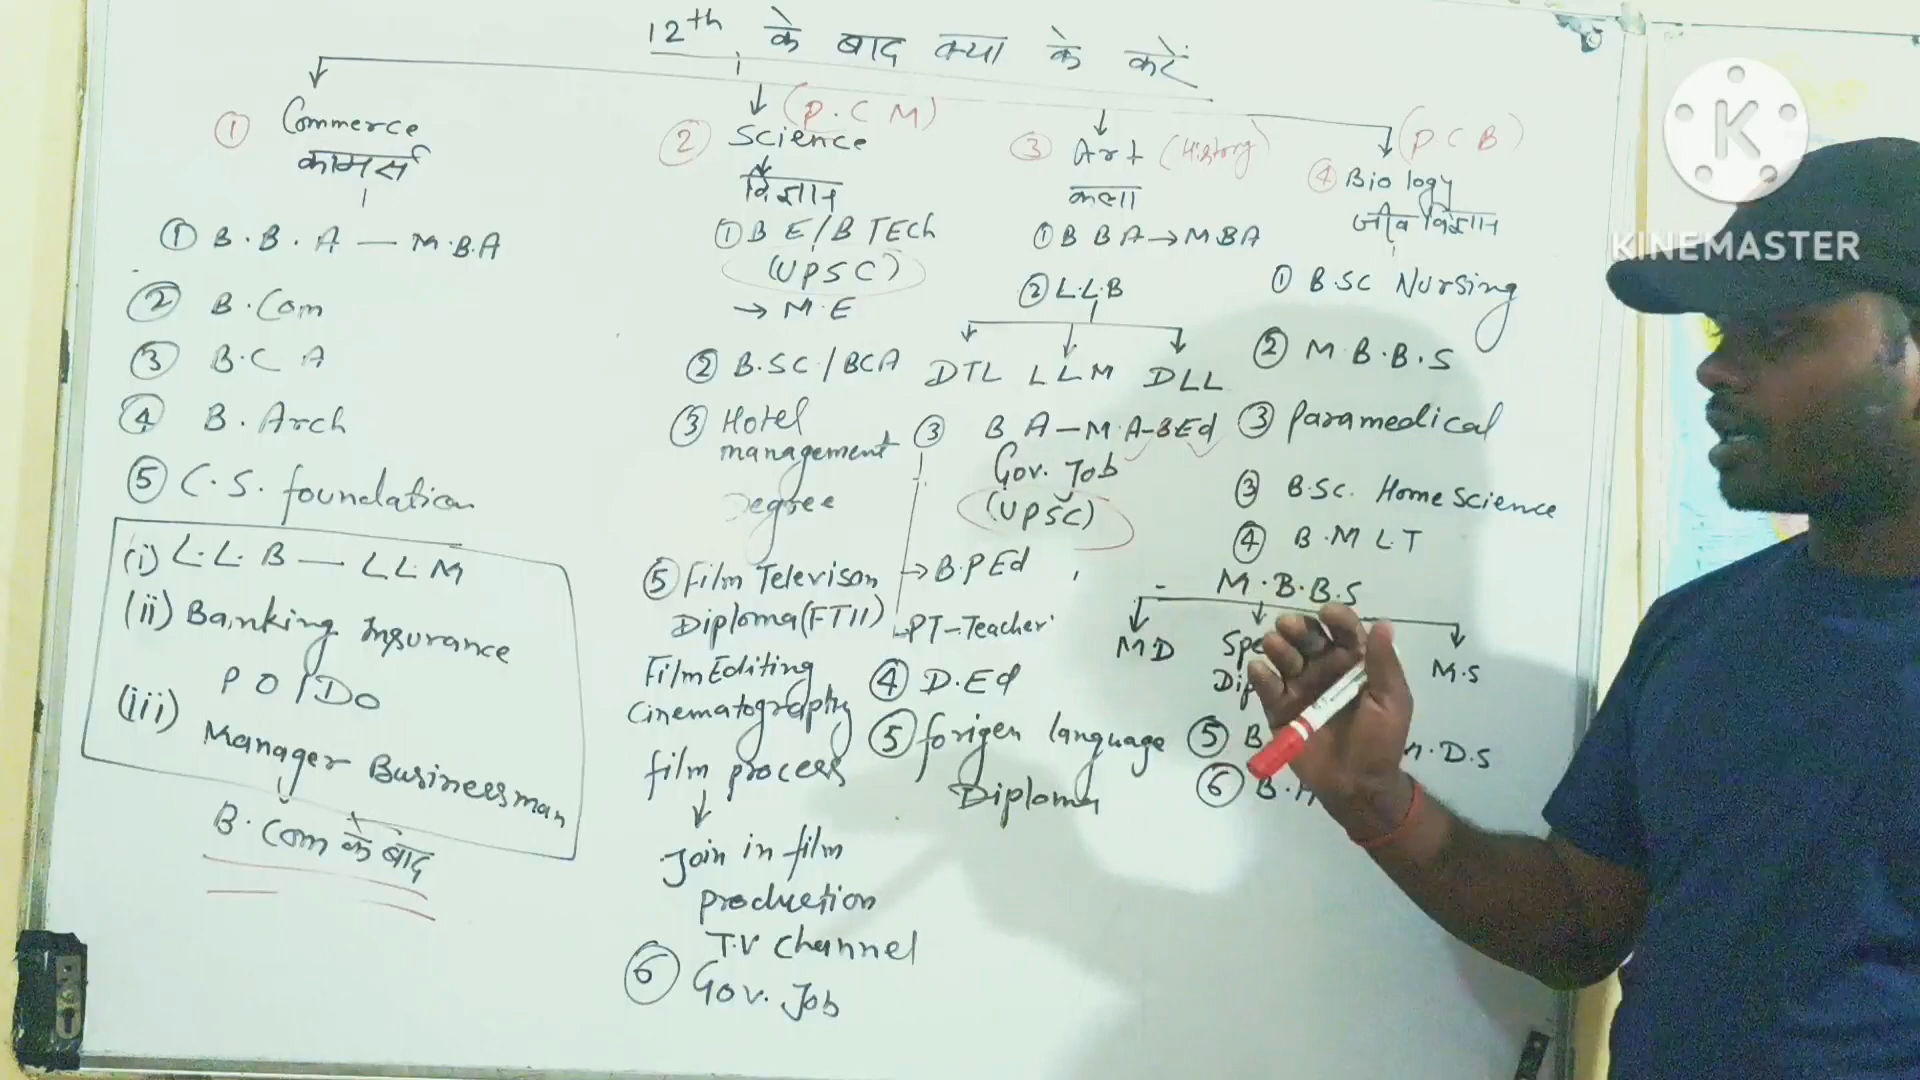 12th के बाद क्या के करें
① Commerce
कामर्स
① B.B.A — M.B.A
② B.Com
③ B.C A
④ B.Arch
⑤ C.S. foundation
(i) L.L.B — LLM
(ii) Banking Insurance
PO/DO
(iii) Manager Businessman
B.Com के बाद
② Science (P.C M)
विज्ञान
① B E/B TECh
(UPSC)
→ M.E
② B.SC/BCA
③ Hotel
management
Degree
⑤ Film Televison
Diploma(FTII)
Film Editing
Cinematography
film process
Join in film
production
T.V Channel
⑥ Gov. Job
③ Art (History)
कला
① B B A → M B A
② L.L.B
DTL LLM DLL
③ B A — M.A-BEd
Gov. Job
(UPSC)
→ B.P Ed
PT-Teacher
④ D.Ed
⑤ forigen language
Diploma
④ Biology (P C B)
जीव विज्ञान
① B.SC Nursing
② M.B.B.S
③ Paramedical
③ B.SC. Home Science
④ B.M L.T
M.B.B.S
MD M.S
⑤ B .D.S
⑥ B.
K
KINEMASTER